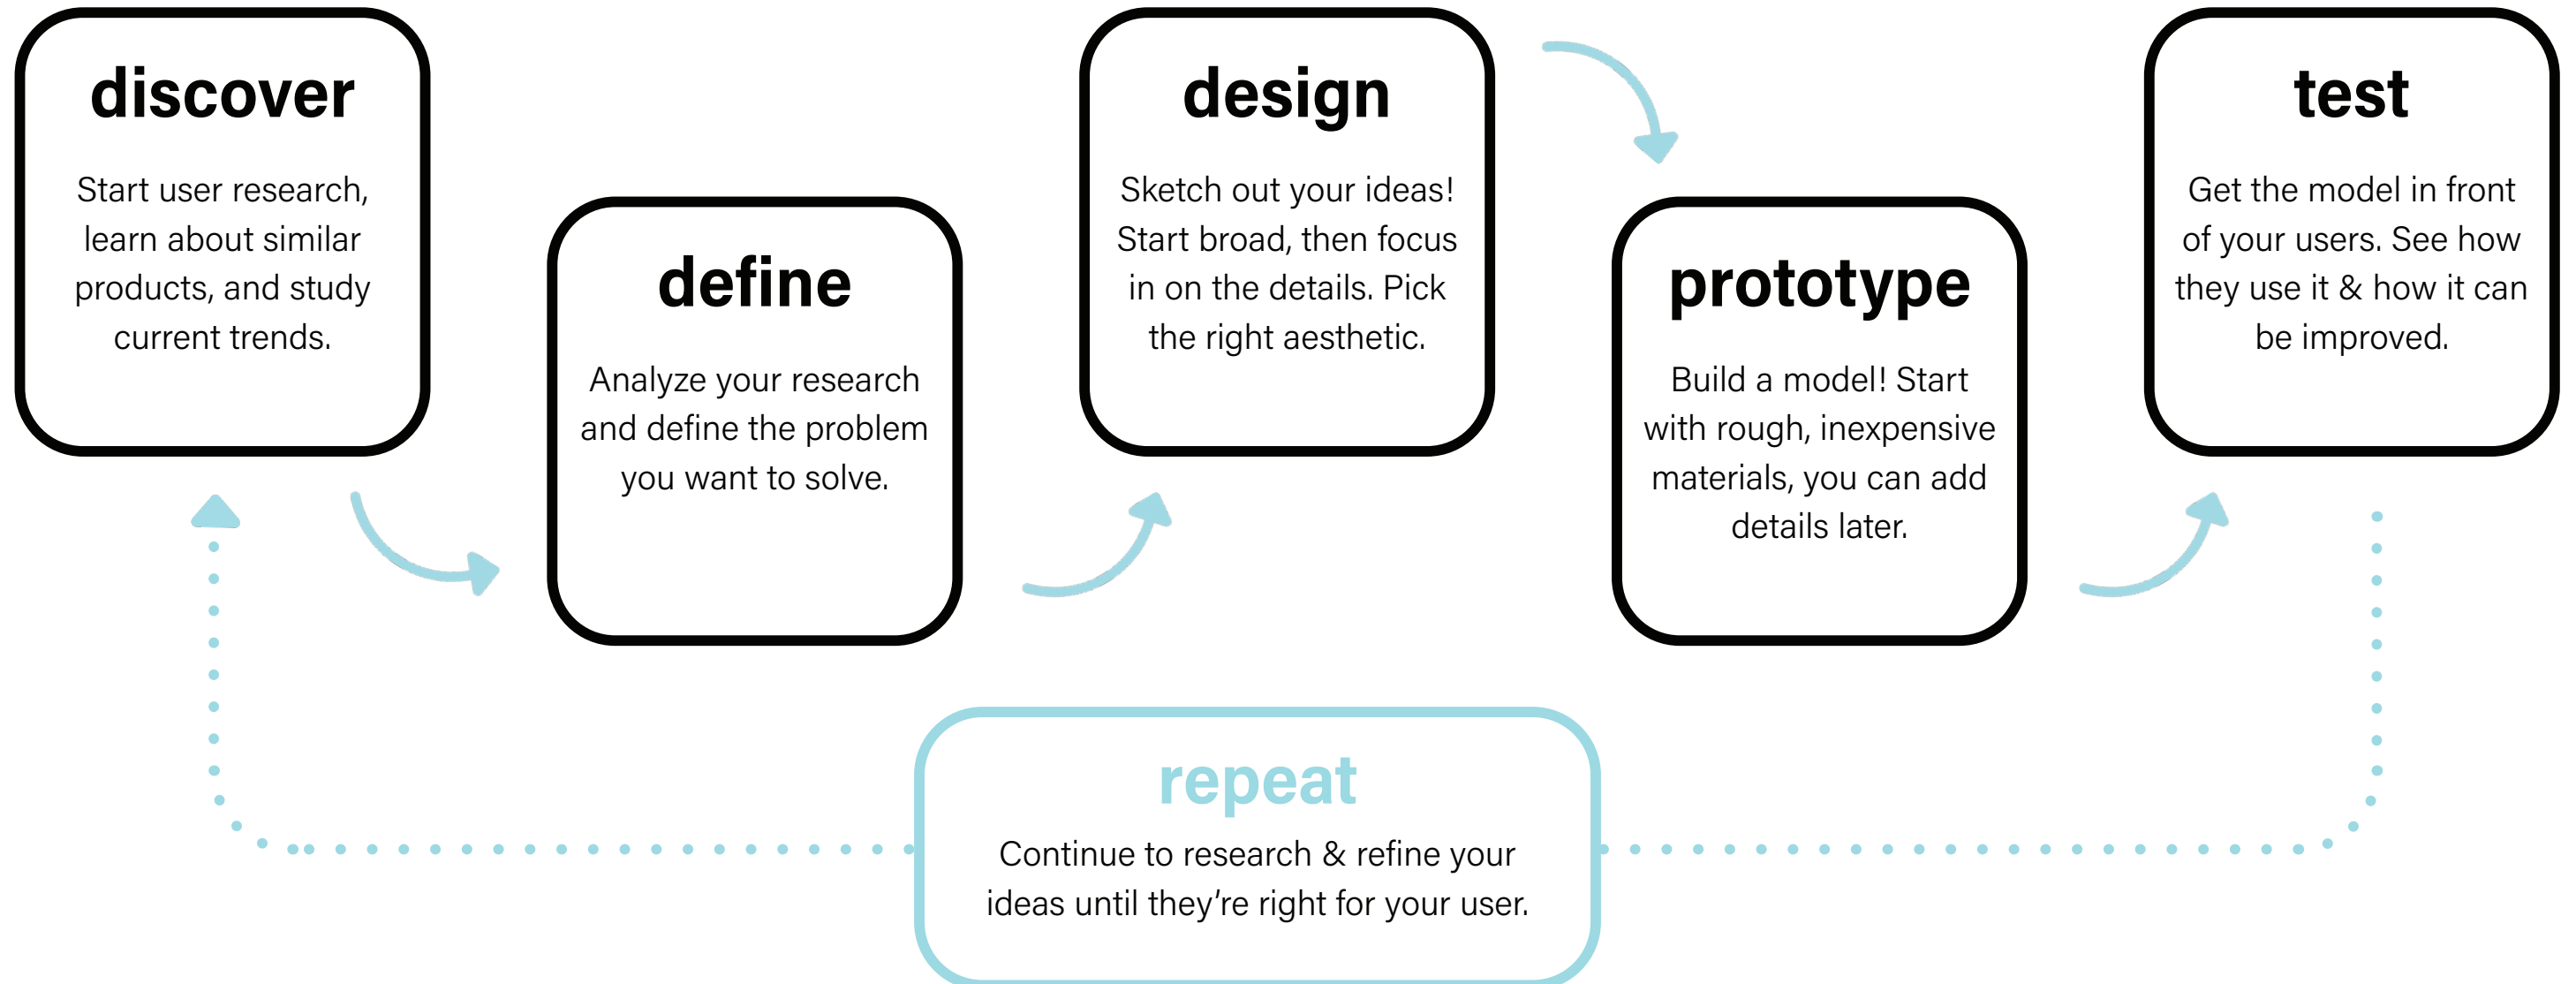 discover
Start user research,
learn about similar
products, and study
current trends.
define
Analyze your research
and define the problem
you want to solve.
design
Sketch out your ideas!
Start broad, then focus
in on the details. Pick
the right aesthetic.
prototype
Build a model! Start
with rough, inexpensive
materials, you can add
details later.
test
Get the model in front
of your users. See how
they use it & how it can
be improved.
repeat
Continue to research & refine your
ideas until they’re right for your user.